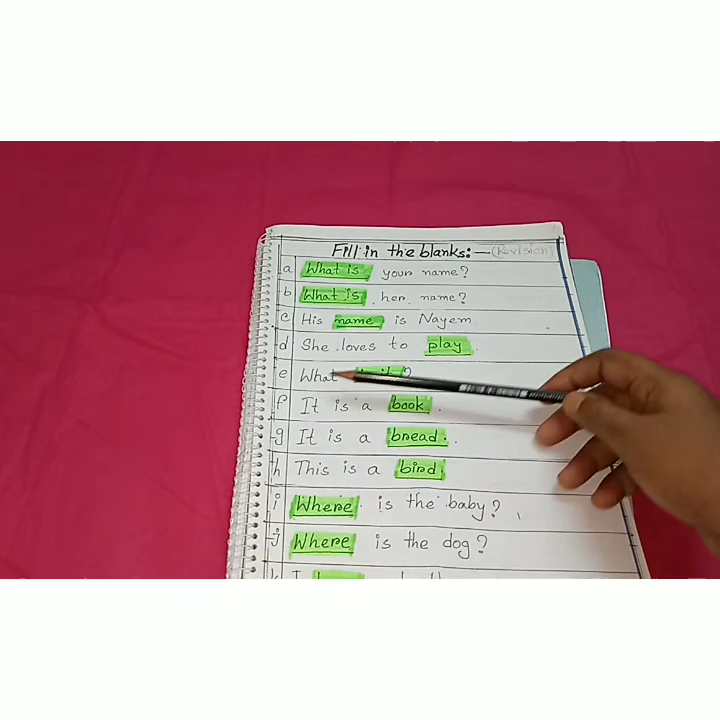 Fill in the blanks:— (Revision)
a What is your name?
b What is her name?
c His name is Nayem.
d She loves to play.
e What it?
f It is a book.
g It is a bread.
h This is a bird.
i Where is the baby?
j Where is the dog?